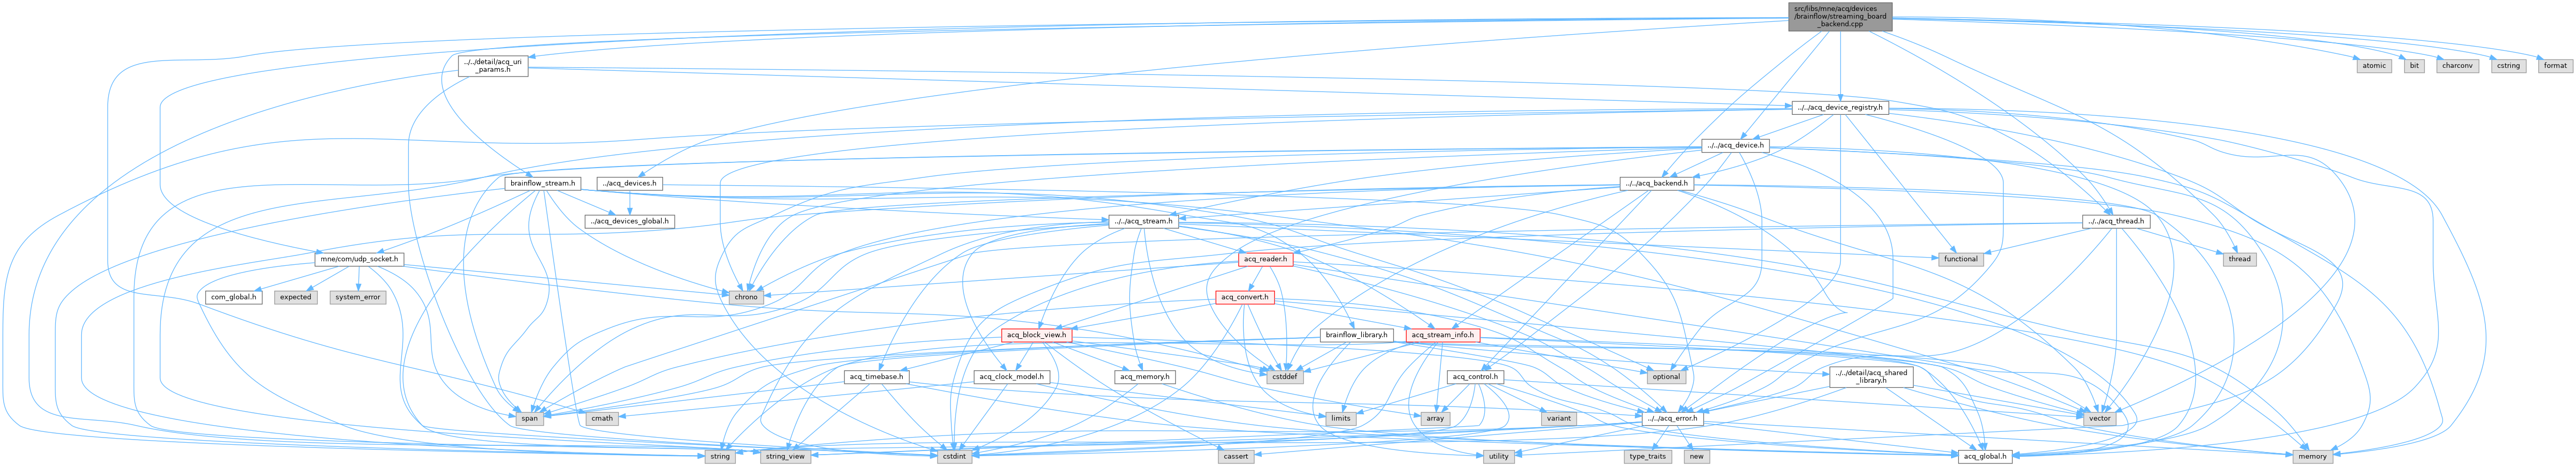 src/libs/mne/acq/devices
/brainflow/streaming_board
_backend.cpp
../../detail/acq_uri
_params.h
atomic
bit
charconv
cstring
format
../../acq_device_registry.h
../../acq_device.h
brainflow_stream.h
../acq_devices.h
../../acq_backend.h
../acq_devices_global.h
../../acq_stream.h
../../acq_thread.h
mne/com/udp_socket.h
acq_reader.h
functional
thread
com_global.h
expected
system_error
chrono
acq_convert.h
acq_block_view.h
brainflow_library.h
acq_stream_info.h
acq_timebase.h
acq_clock_model.h
acq_memory.h
cstddef
acq_control.h
optional
../../detail/acq_shared
_library.h
span
cmath
limits
array
variant
../../acq_error.h
vector
string
string_view
cstdint
cassert
utility
type_traits
new
acq_global.h
memory